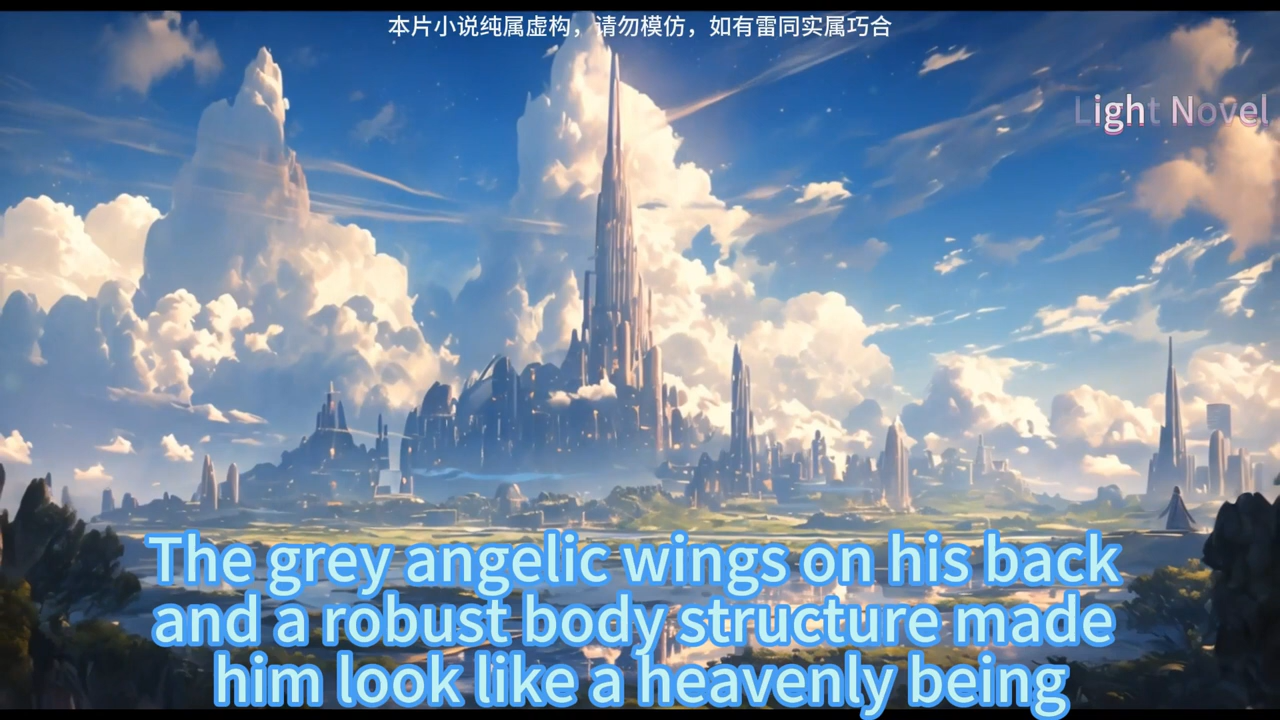 本片小说纯属虚构，请勿模仿，如有雷同实属巧合
Light Novel
The grey angelic wings on his back
and a robust body structure made
him look like a heavenly being